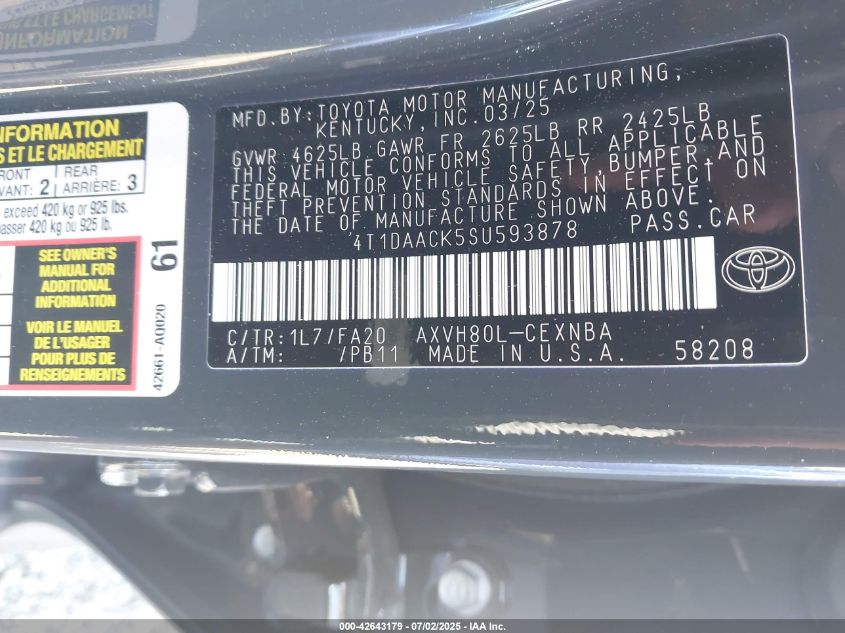 ET LE CHARGEMENT
INFORMATION
INFORMATION
S ET LE CHARGEMENT
FRONT
VANT: 2
REAR
ARRIÈRE: 3
exceed 420 kg or 925 lbs.
passer 420 kg ou 925 lb.
SEE OWNER'S
MANUAL FOR
ADDITIONAL
INFORMATION
VOIR LE MANUEL
DE L'USAGER
POUR PLUS DE
RENSEIGNEMENTS
61
42661-A0020
MFD.BY:TOYOTA MOTOR MANUFACTURING,
KENTUCKY, INC. 03/25
GVWR 4625LB GAWR FR 2625LB RR 2425LB
THIS VEHICLE CONFORMS TO ALL APPLICABLE
FEDERAL MOTOR VEHICLE SAFETY,BUMPER,AND
THEFT PREVENTION STANDARDS IN EFFECT ON
THE DATE OF MANUFACTURE SHOWN ABOVE.
4T1DAACK5SU593878 PASS.CAR
C/TR:1L7/FA20 AXVH80L-CEXNBA
A/TM: /PB11 MADE IN U.S.A. 58208
000-42643179 - 07/02/2025 - IAA Inc.